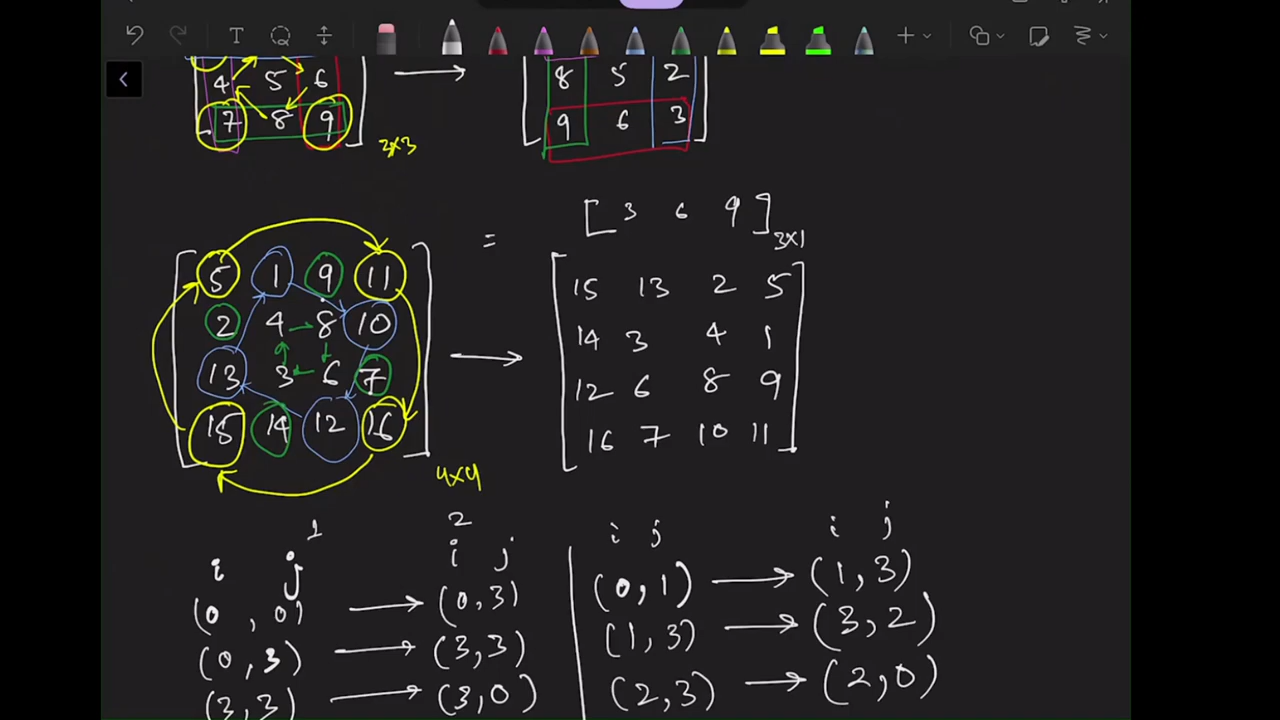 4 5 6
8 5 2
7 8 9
9 6 3
3x3
[ 3 6 9 ]
=
3x1
5 1 9 11
15 13 2 5
2 4 8 10
14 3 4 1
13 3 6 7
12 6 8 9
15 14 12 16
16 7 10 11
4x4
1
2
i j
i j
i j
i j
(0, 1) → (1, 3)
(0, 0) → (0, 3)
(1, 3) → (3, 2)
(0, 3) → (3, 3)
(2, 3) → (2, 0)
(3, 3) → (3, 0)